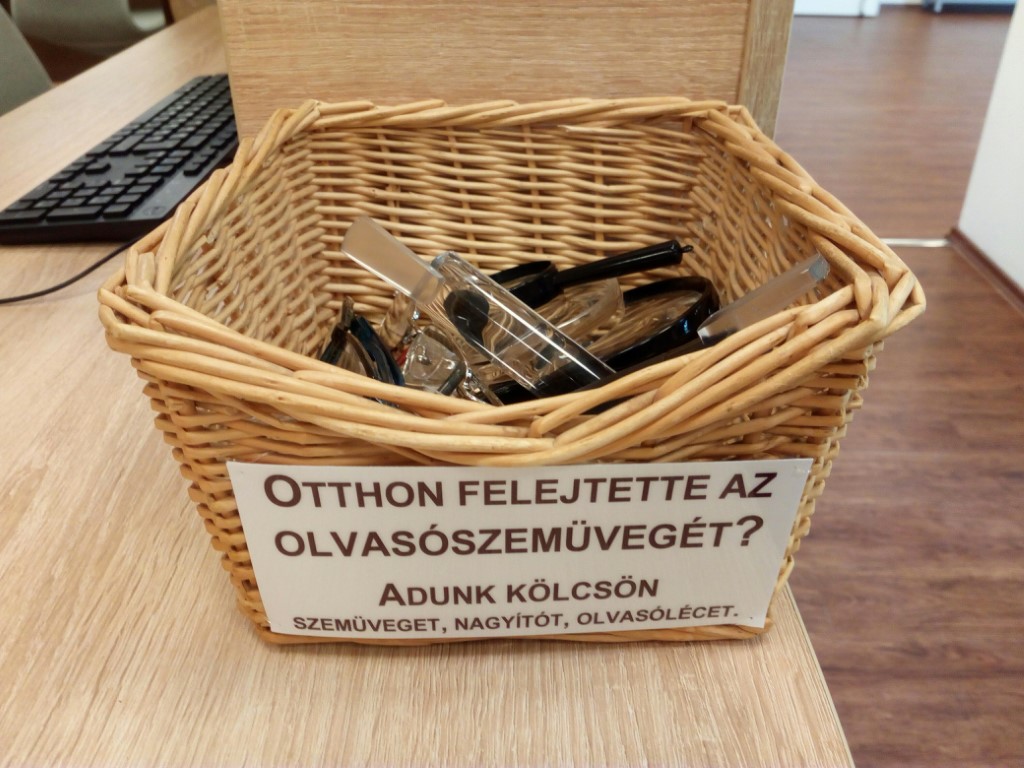 OTTHON FELEJTETTE AZ
OLVASÓSZEMÜVEGÉT?
ADUNK KÖLCSÖN
SZEMÜVEGET, NAGYÍTÓT, OLVASÓLÉCET.